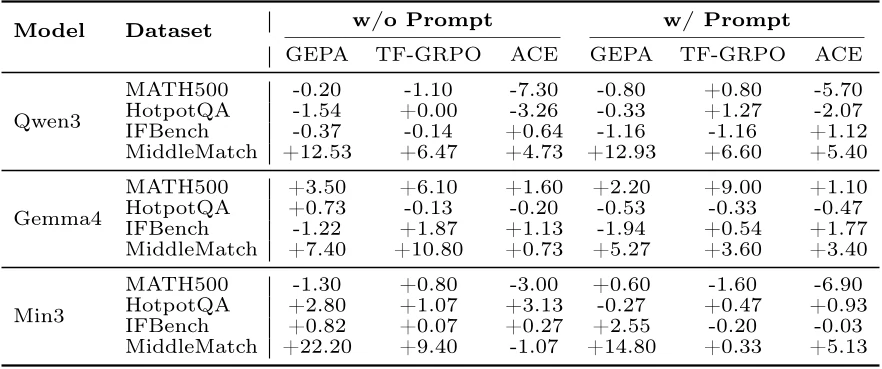 Model Dataset w/o Prompt w/ Prompt
GEPA TF-GRPO ACE GEPA TF-GRPO ACE
Qwen3
MATH500 -0.20 -1.10 -7.30 -0.80 +0.80 -5.70
HotpotQA -1.54 +0.00 -3.26 -0.33 +1.27 -2.07
IFBench -0.37 -0.14 +0.64 -1.16 -1.16 +1.12
MiddleMatch +12.53 +6.47 +4.73 +12.93 +6.60 +5.40
Gemma4
MATH500 +3.50 +6.10 +1.60 +2.20 +9.00 +1.10
HotpotQA +0.73 -0.13 -0.20 -0.53 -0.33 -0.47
IFBench -1.22 +1.87 +1.13 -1.94 +0.54 +1.77
MiddleMatch +7.40 +10.80 +0.73 +5.27 +3.60 +3.40
Min3
MATH500 -1.30 +0.80 -3.00 +0.60 -1.60 -6.90
HotpotQA +2.80 +1.07 +3.13 -0.27 +0.47 +0.93
IFBench +0.82 +0.07 +0.27 +2.55 -0.20 -0.03
MiddleMatch +22.20 +9.40 -1.07 +14.80 +0.33 +5.13